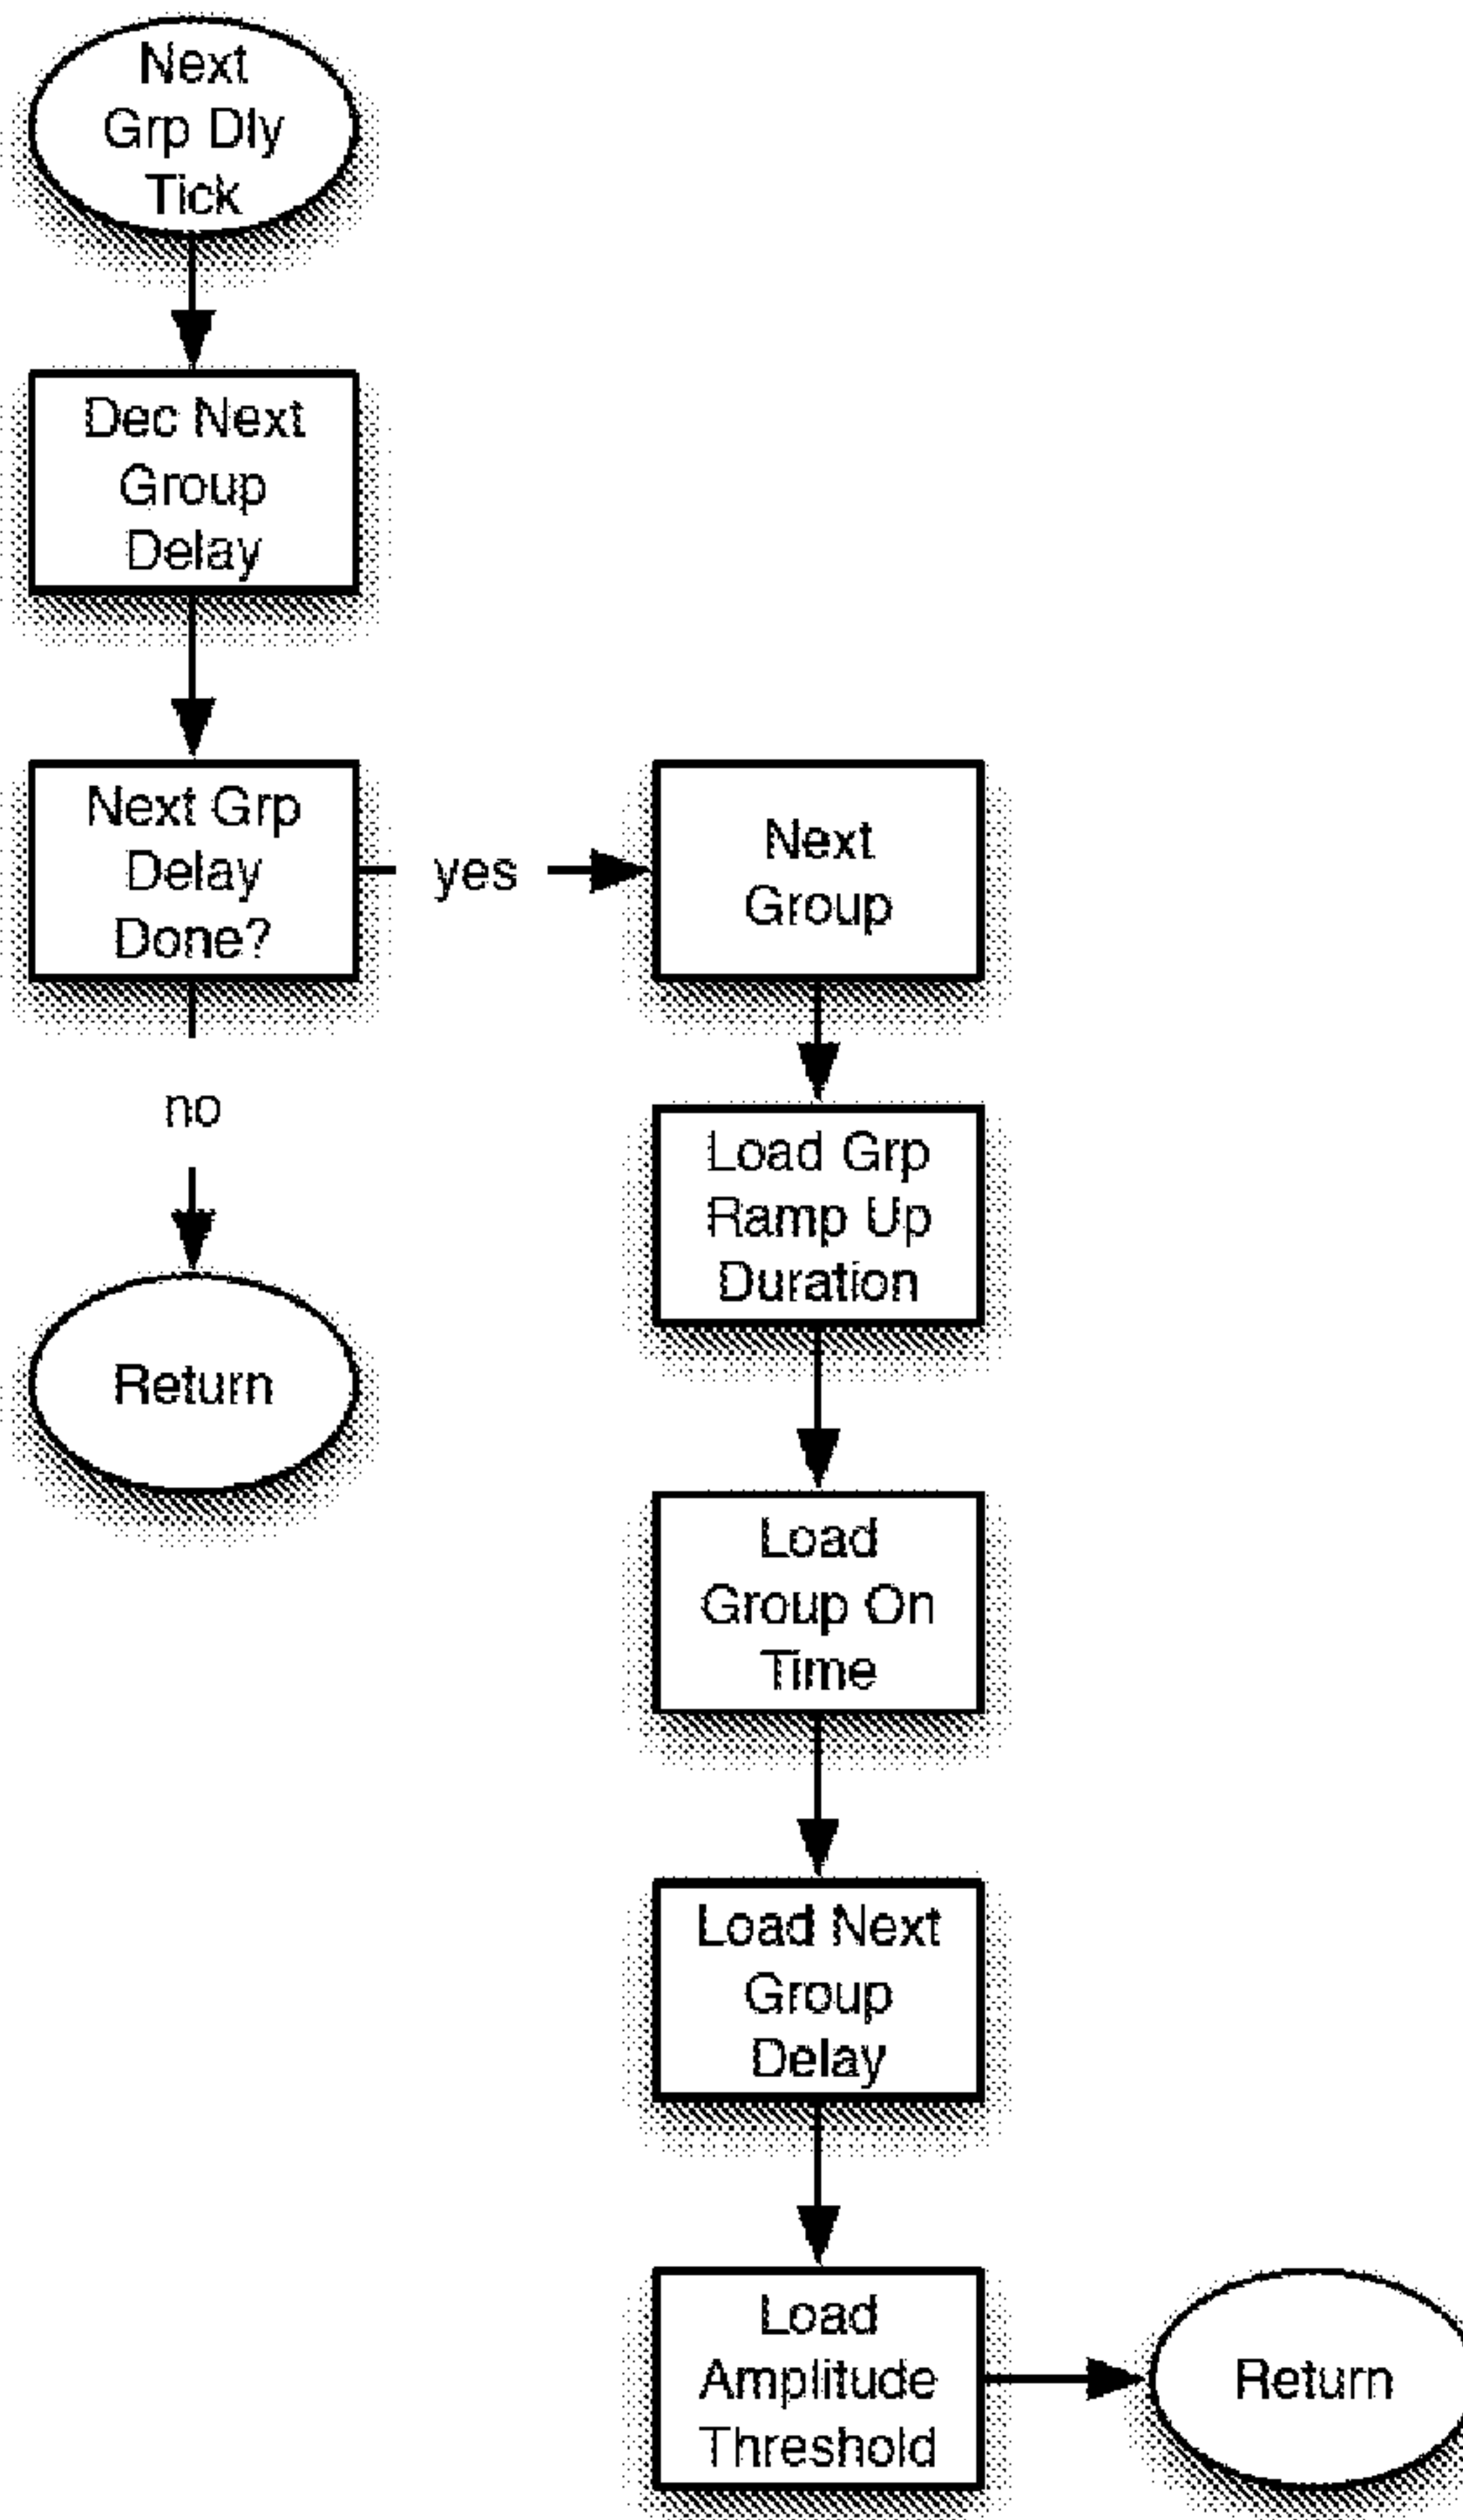 Next
Grp Dly
Tick
Dec Next
Group
Delay
Next Grp
Delay
Done?
yes
no
Return
Next
Group
Load Grp
Ramp Up
Duration
Load
Group On
Time
Load Next
Group
Delay
Load
Amplitude
Threshold
Return